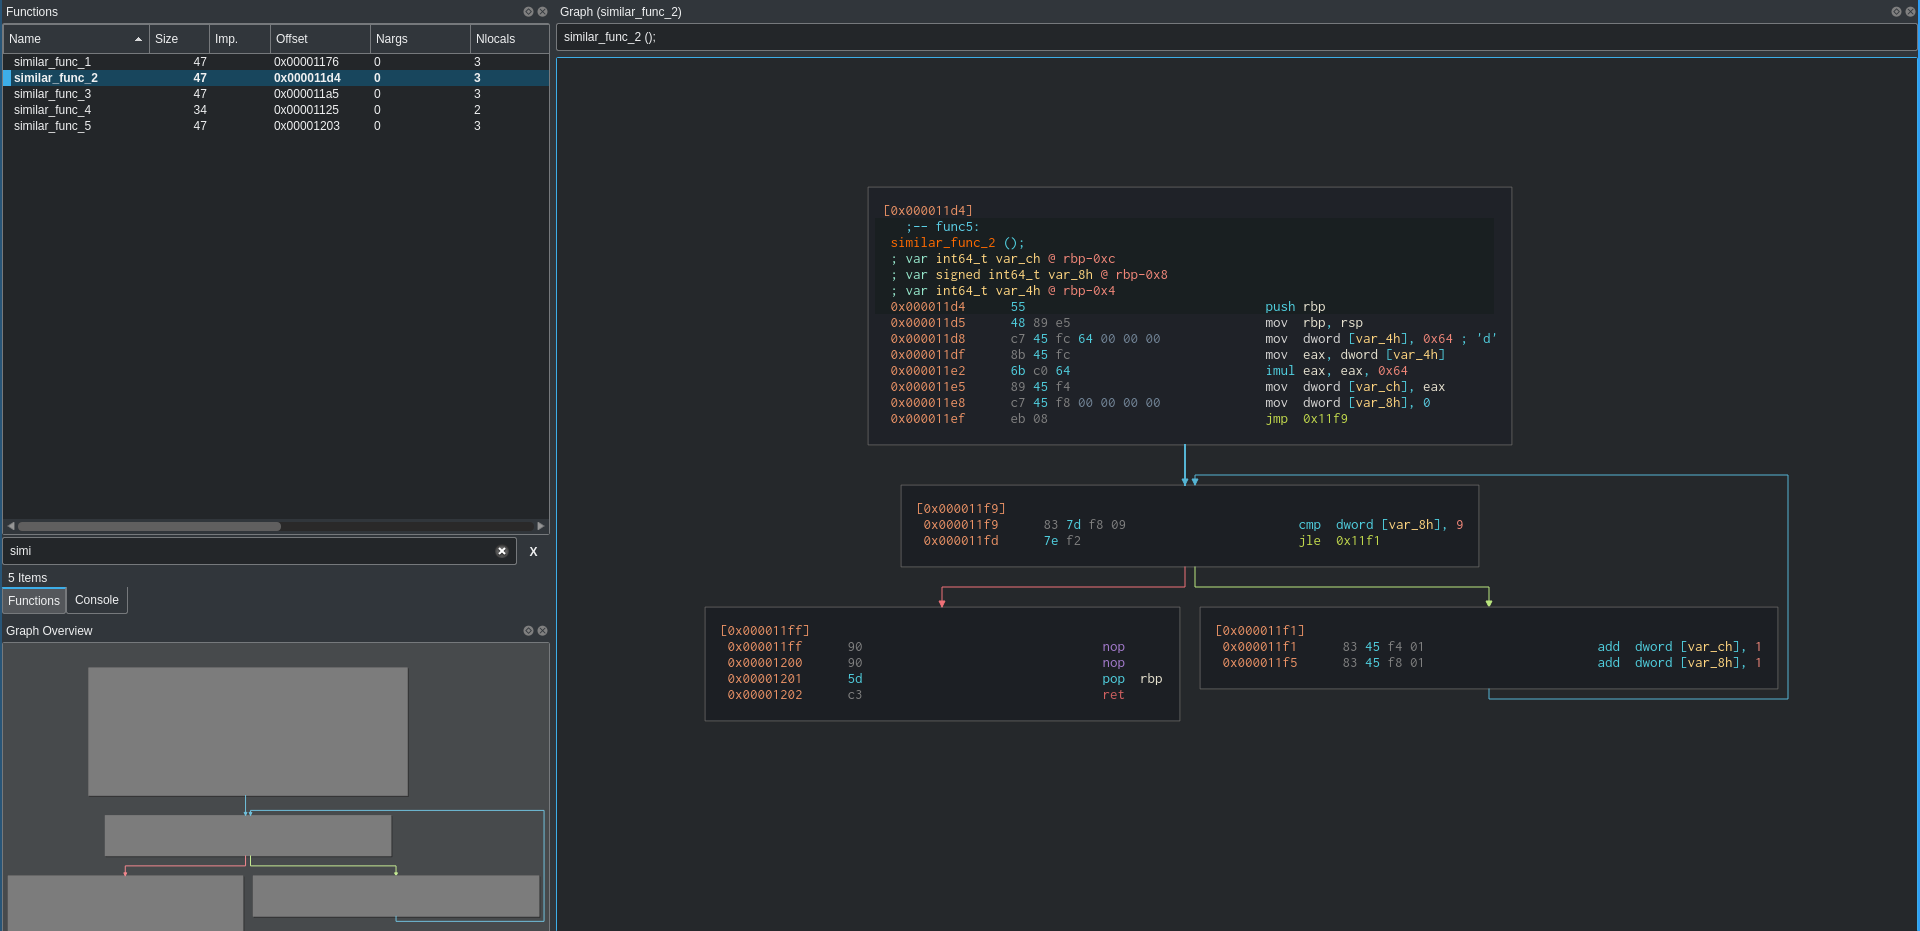 Functions
Name Size Imp. Offset Nargs Nlocals
similar_func_1 47 0x00001176 0 3
similar_func_2 47 0x000011d4 0 3
similar_func_3 47 0x000011a5 0 3
similar_func_4 34 0x00001125 0 2
similar_func_5 47 0x00001203 0 3
simi
X
5 Items
Functions Console
Graph Overview
Graph (similar_func_2)
similar_func_2 ();
[0x000011d4]
;-- func5:
similar_func_2 ();
; var int64_t var_ch @ rbp-0xc
; var signed int64_t var_8h @ rbp-0x8
; var int64_t var_4h @ rbp-0x4
0x000011d4 55 push rbp
0x000011d5 48 89 e5 mov rbp, rsp
0x000011d8 c7 45 fc 64 00 00 00 mov dword [var_4h], 0x64 ; 'd'
0x000011df 8b 45 fc mov eax, dword [var_4h]
0x000011e2 6b c0 64 imul eax, eax, 0x64
0x000011e5 89 45 f4 mov dword [var_ch], eax
0x000011e8 c7 45 f8 00 00 00 00 mov dword [var_8h], 0
0x000011ef eb 08 jmp 0x11f9
[0x000011f9]
0x000011f9 83 7d f8 09 cmp dword [var_8h], 9
0x000011fd 7e f2 jle 0x11f1
[0x000011ff]
0x000011ff 90 nop
0x00001200 90 nop
0x00001201 5d pop rbp
0x00001202 c3 ret
[0x000011f1]
0x000011f1 83 45 f4 01 add dword [var_ch], 1
0x000011f5 83 45 f8 01 add dword [var_8h], 1